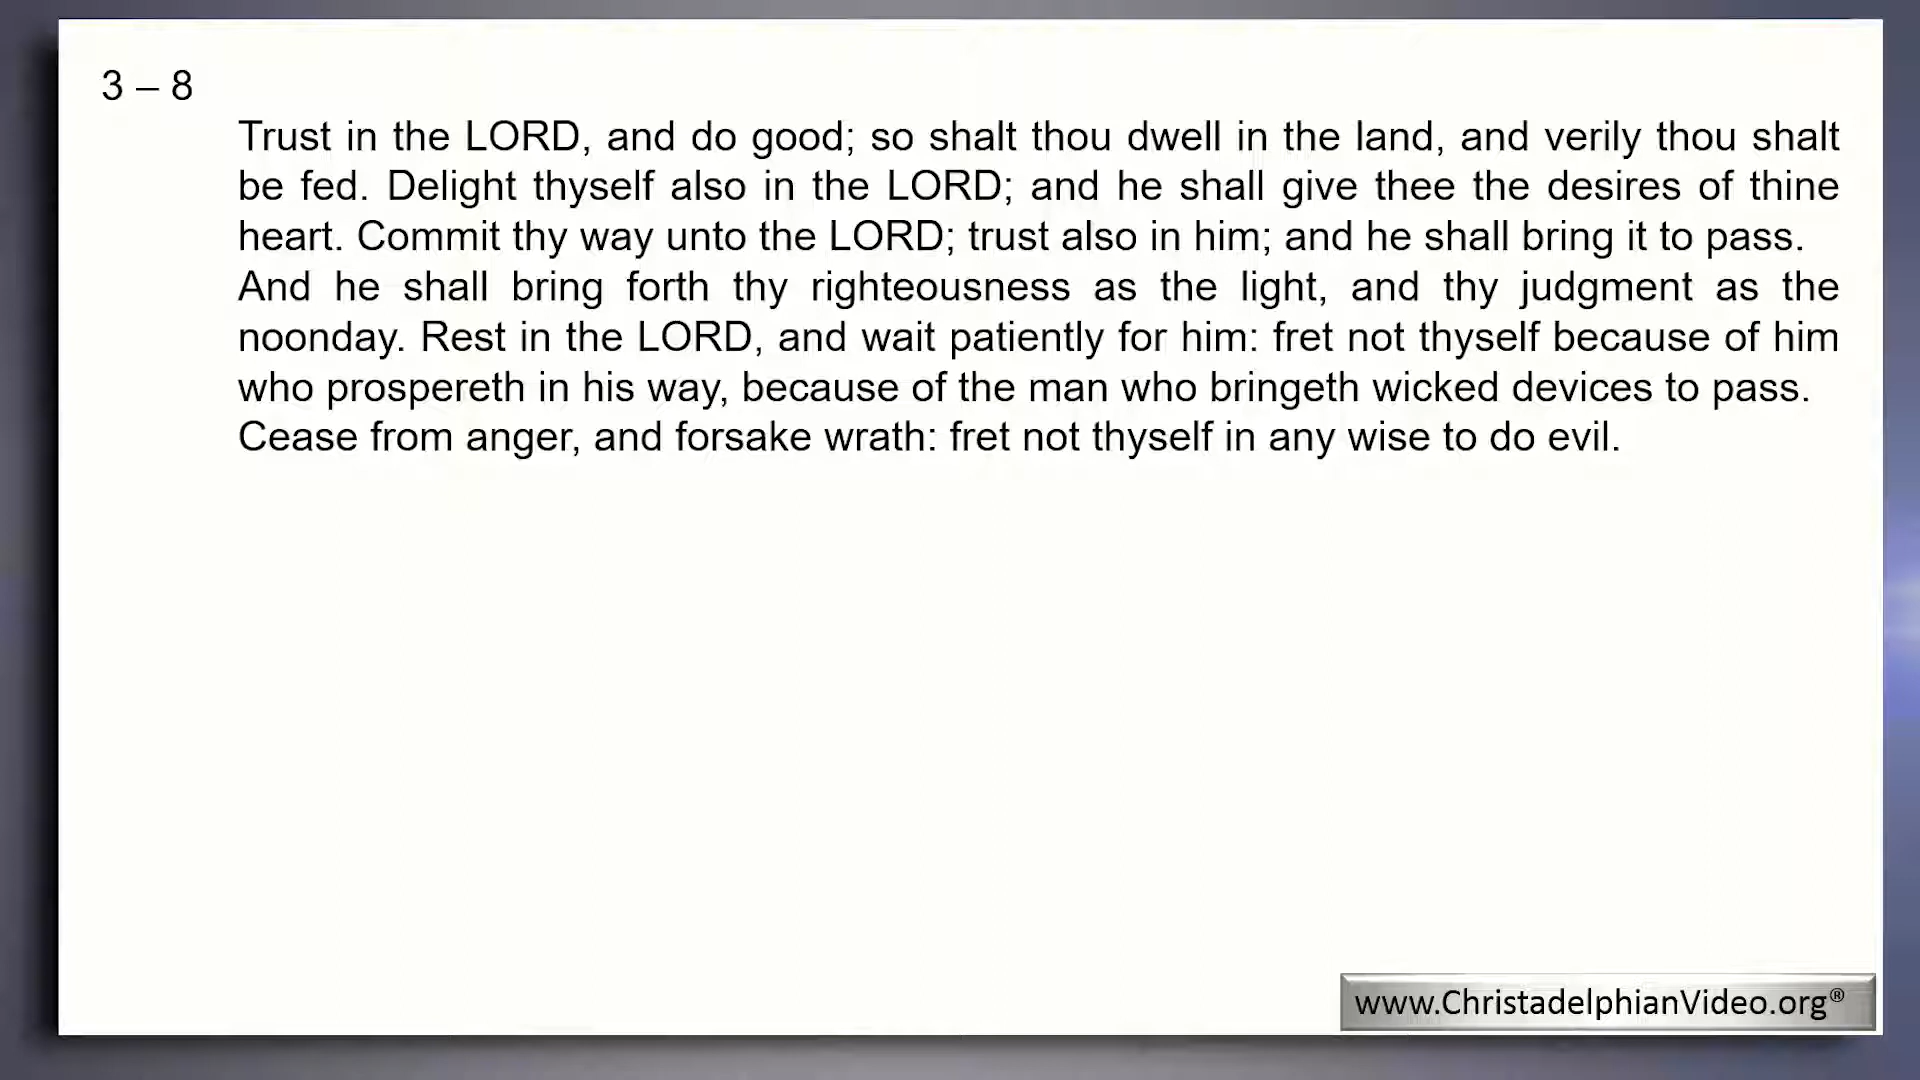 3 – 8
Trust in the LORD, and do good; so shalt thou dwell in the land, and verily thou shalt
be fed. Delight thyself also in the LORD; and he shall give thee the desires of thine
heart. Commit thy way unto the LORD; trust also in him; and he shall bring it to pass.
And he shall bring forth thy righteousness as the light, and thy judgment as the
noonday. Rest in the LORD, and wait patiently for him: fret not thyself because of him
who prospereth in his way, because of the man who bringeth wicked devices to pass.
Cease from anger, and forsake wrath: fret not thyself in any wise to do evil.
www.ChristadelphianVideo.org®